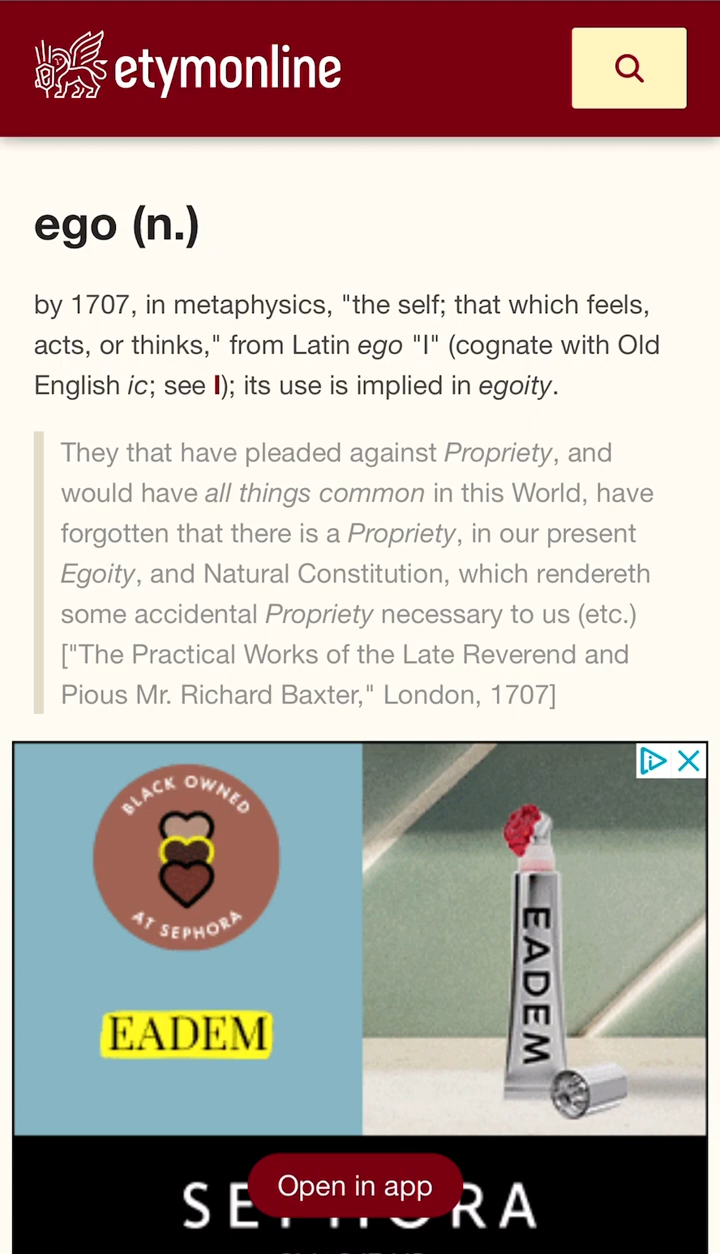 etymonline
ego (n.)
by 1707, in metaphysics, "the self; that which feels,
acts, or thinks," from Latin ego "I" (cognate with Old
English ic; see I); its use is implied in egoity.
They that have pleaded against Propriety, and
would have all things common in this World, have
forgotten that there is a Propriety, in our present
Egoity, and Natural Constitution, which rendereth
some accidental Propriety necessary to us (etc.)
["The Practical Works of the Late Reverend and
Pious Mr. Richard Baxter," London, 1707]
BLACK OWNED
AT SEPHORA
EADEM
EADEM
Open in app